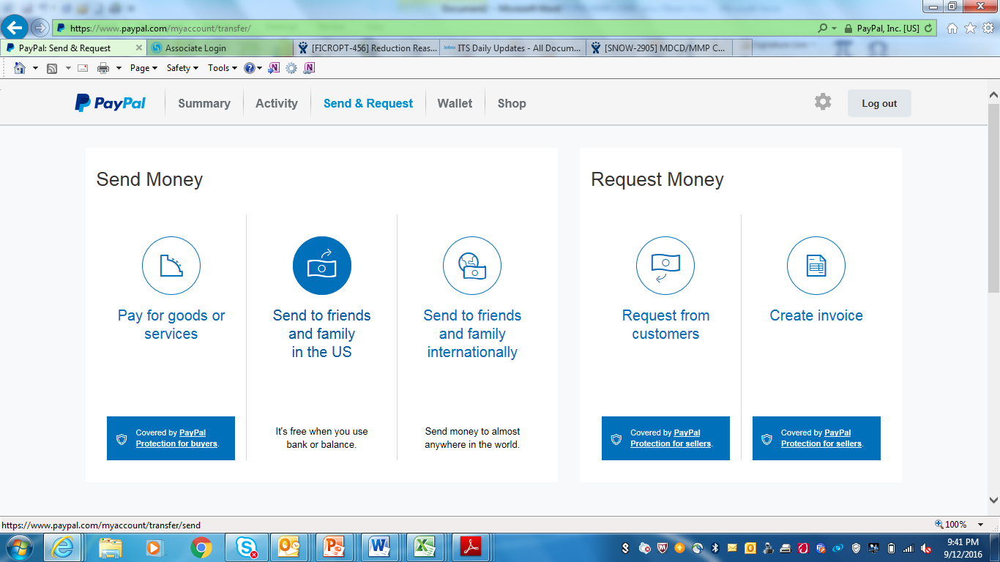 https://www.paypal.com/myaccount/transfer/
PayPal, Inc. [US]
PayPal: Send & Request
Associate Login
[FICROPT-456] Reduction Reas...
ITS Daily Updates - All Docum...
[SNOW-2905] MDCD/MMP C...
Page
Safety
Tools
PayPal
Summary
Activity
Send & Request
Wallet
Shop
Log out
Send Money
Pay for goods or
services
Covered by PayPal
Protection for buyers.
Send to friends
and family
in the US
It's free when you use
bank or balance.
Send to friends
and family
internationally
Send money to almost
anywhere in the world.
Request Money
Request from
customers
Covered by PayPal
Protection for sellers.
Create invoice
Covered by PayPal
Protection for sellers.
https://www.paypal.com/myaccount/transfer/send
100%
9:41 PM
9/12/2016